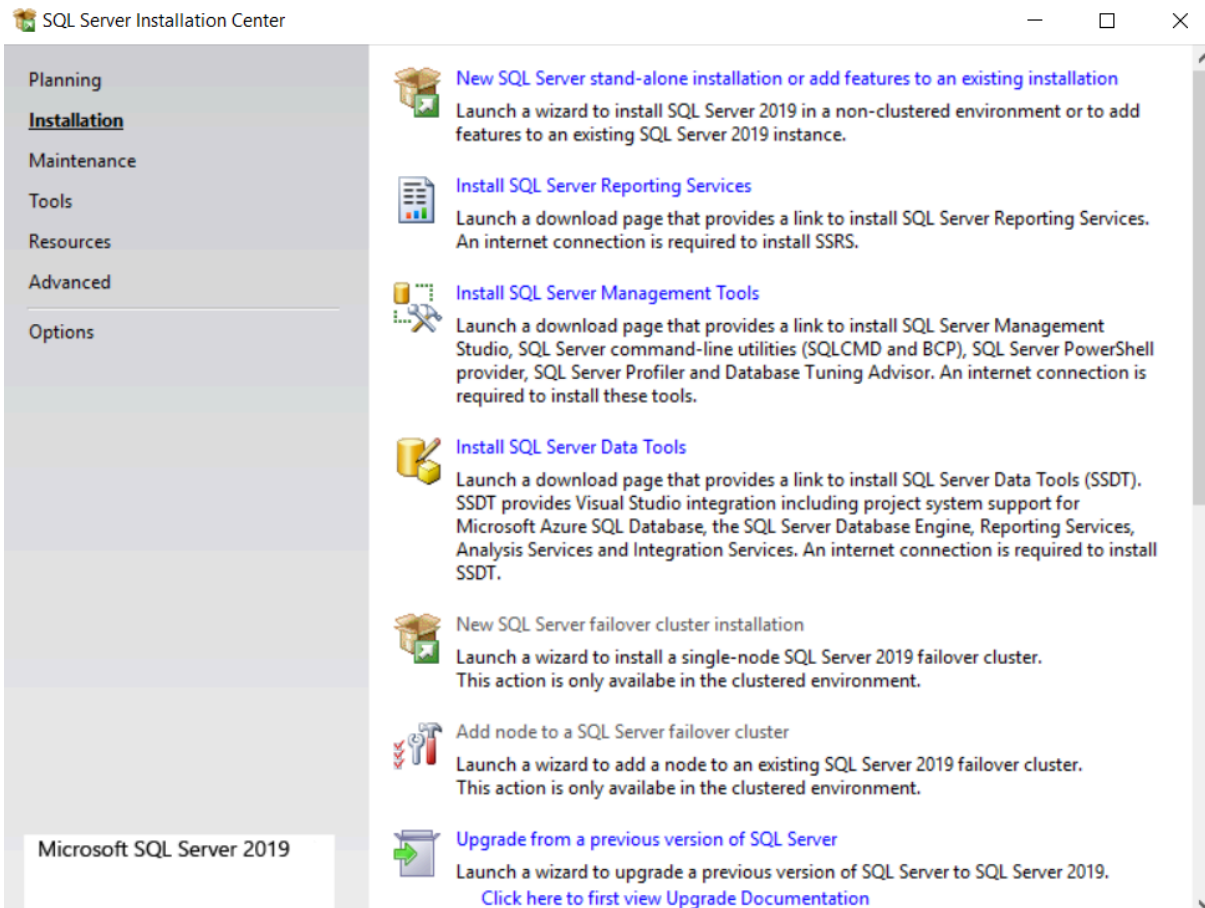 SQL Server Installation Center
Planning
Installation
Maintenance
Tools
Resources
Advanced
Options
Microsoft SQL Server 2019
New SQL Server stand-alone installation or add features to an existing installation
Launch a wizard to install SQL Server 2019 in a non-clustered environment or to add
features to an existing SQL Server 2019 instance.
Install SQL Server Reporting Services
Launch a download page that provides a link to install SQL Server Reporting Services.
An internet connection is required to install SSRS.
Install SQL Server Management Tools
Launch a download page that provides a link to install SQL Server Management
Studio, SQL Server command-line utilities (SQLCMD and BCP), SQL Server PowerShell
provider, SQL Server Profiler and Database Tuning Advisor. An internet connection is
required to install these tools.
Install SQL Server Data Tools
Launch a download page that provides a link to install SQL Server Data Tools (SSDT).
SSDT provides Visual Studio integration including project system support for
Microsoft Azure SQL Database, the SQL Server Database Engine, Reporting Services,
Analysis Services and Integration Services. An internet connection is required to install
SSDT.
New SQL Server failover cluster installation
Launch a wizard to install a single-node SQL Server 2019 failover cluster.
This action is only availabe in the clustered environment.
Add node to a SQL Server failover cluster
Launch a wizard to add a node to an existing SQL Server 2019 failover cluster.
This action is only availabe in the clustered environment.
Upgrade from a previous version of SQL Server
Launch a wizard to upgrade a previous version of SQL Server to SQL Server 2019.
Click here to first view Upgrade Documentation